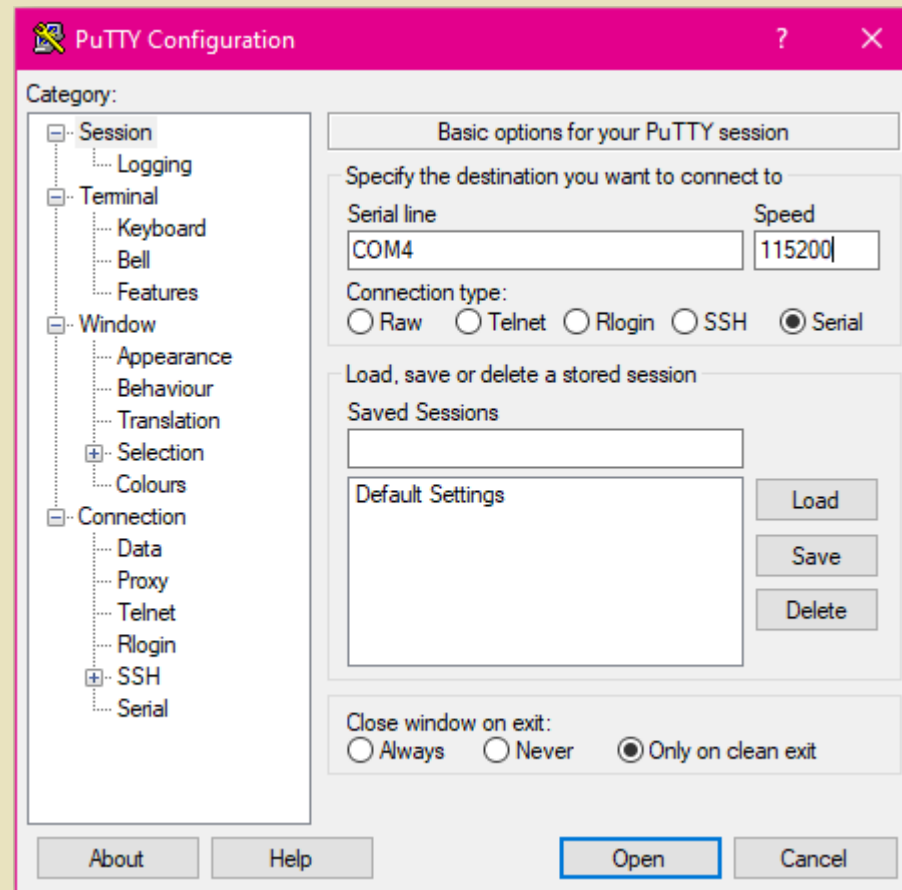 PuTTY Configuration
?
Category:
Session
Logging
Terminal
Keyboard
Bell
Features
Window
Appearance
Behaviour
Translation
Selection
Colours
Connection
Data
Proxy
Telnet
Rlogin
SSH
Serial
Basic options for your PuTTY session
Specify the destination you want to connect to
Serial line Speed
COM4 115200
Connection type:
Raw Telnet Rlogin SSH Serial
Load, save or delete a stored session
Saved Sessions
Default Settings
Load
Save
Delete
Close window on exit:
Always Never Only on clean exit
About Help Open Cancel